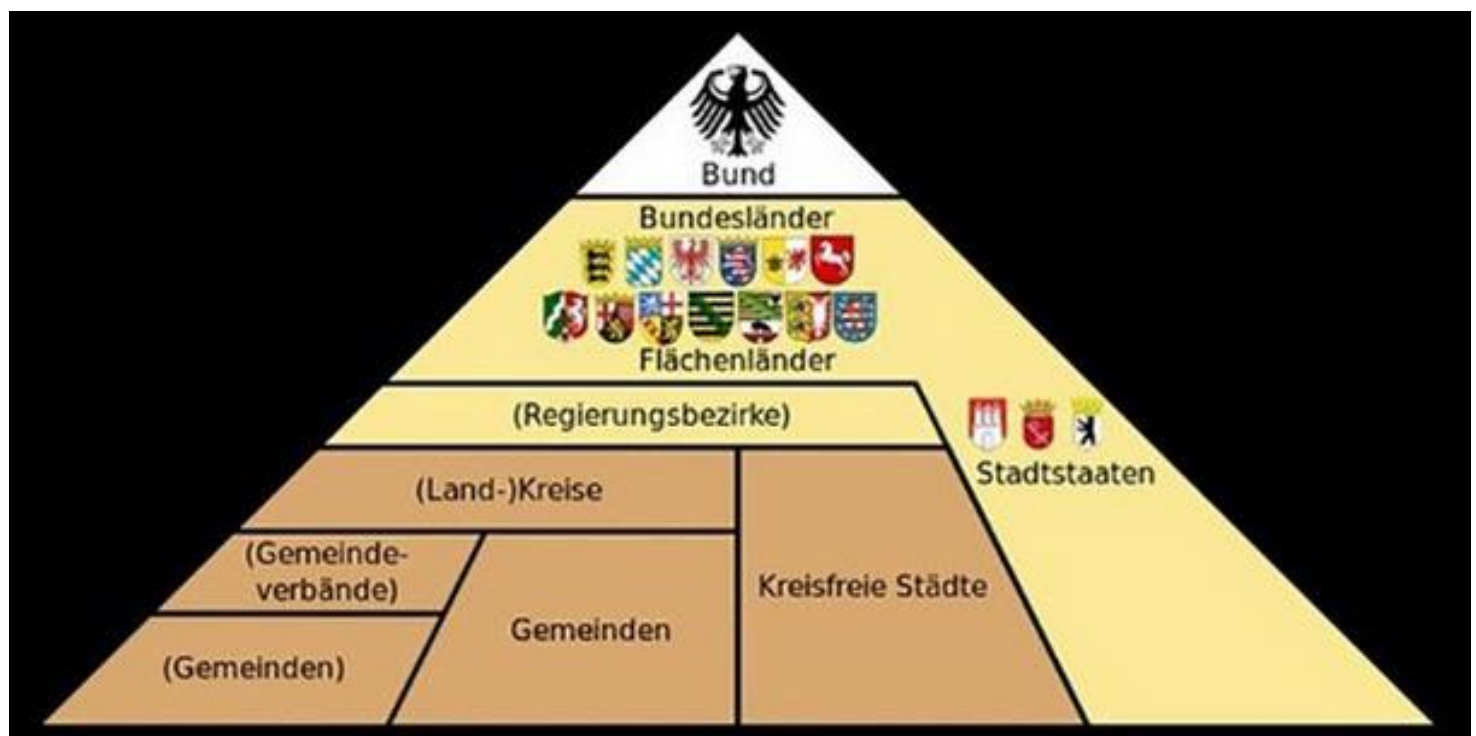 Bund
Bundesländer
Flächenländer
(Regierungsbezirke)
Stadtstaaten
(Land-)Kreise
(Gemeinde-
verbände)
Kreisfreie Städte
Gemeinden
(Gemeinden)